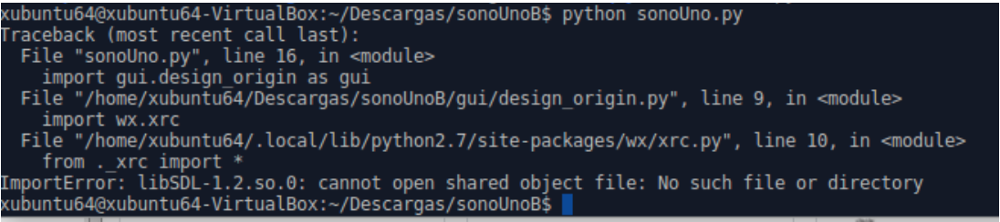 xubuntu64@xubuntu64-VirtualBox:~/Descargas/sonoUnoB$ python sonoUno.py
Traceback (most recent call last):
  File "sonoUno.py", line 16, in <module>
    import gui.design_origin as gui
  File "/home/xubuntu64/Descargas/sonoUnoB/gui/design_origin.py", line 9, in <module>
    import wx.xrc
  File "/home/xubuntu64/.local/lib/python2.7/site-packages/wx/xrc.py", line 10, in <module>
    from ._xrc import *
ImportError: libSDL-1.2.so.0: cannot open shared object file: No such file or directory
xubuntu64@xubuntu64-VirtualBox:~/Descargas/sonoUnoB$